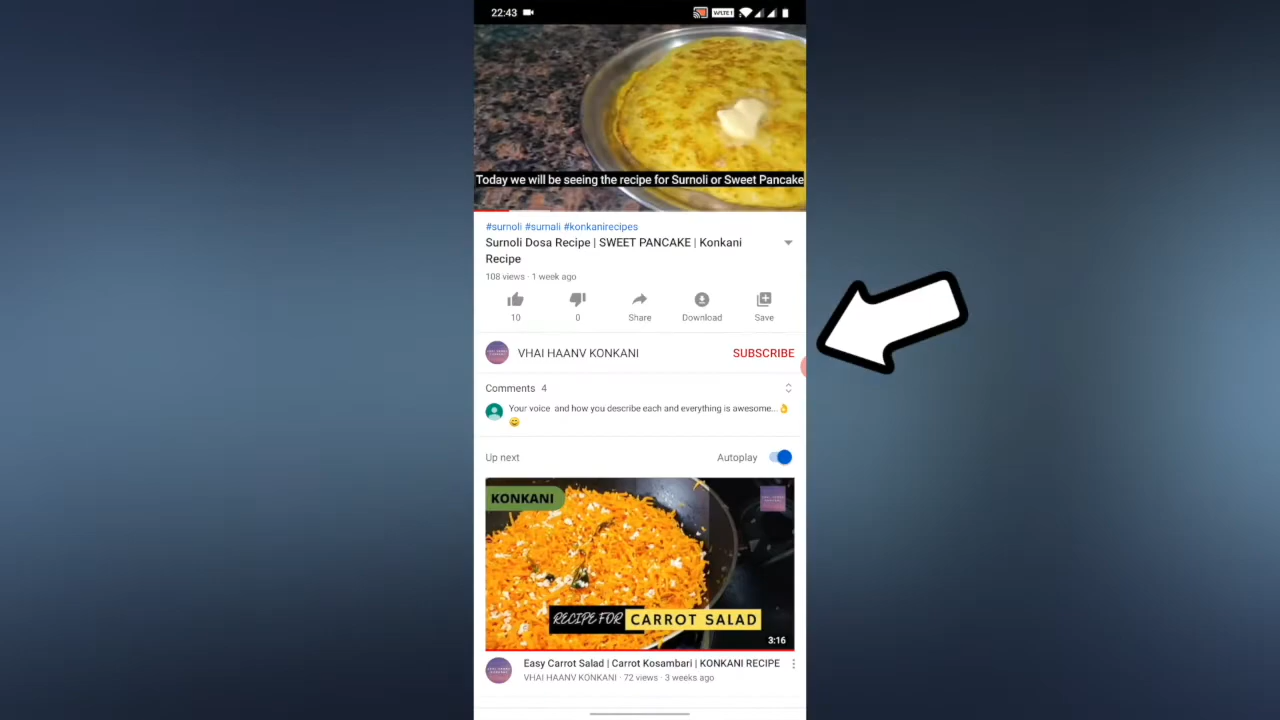 22:43
VoLTE1
Today we will be seeing the recipe for Surnoli or Sweet Pancake
#surnoli #surnali #konkanirecipes
Surnoli Dosa Recipe | SWEET PANCAKE | Konkani
Recipe
108 views · 1 week ago
10 0 Share Download Save
VHAI HAANV KONKANI SUBSCRIBE
Comments 4
Your voice and how you describe each and everything is awesome...👌
😄
Up next Autoplay
KONKANI
RECIPE FOR CARROT SALAD
3:16
Easy Carrot Salad | Carrot Kosambari | KONKANI RECIPE
VHAI HAANV KONKANI · 72 views · 3 weeks ago